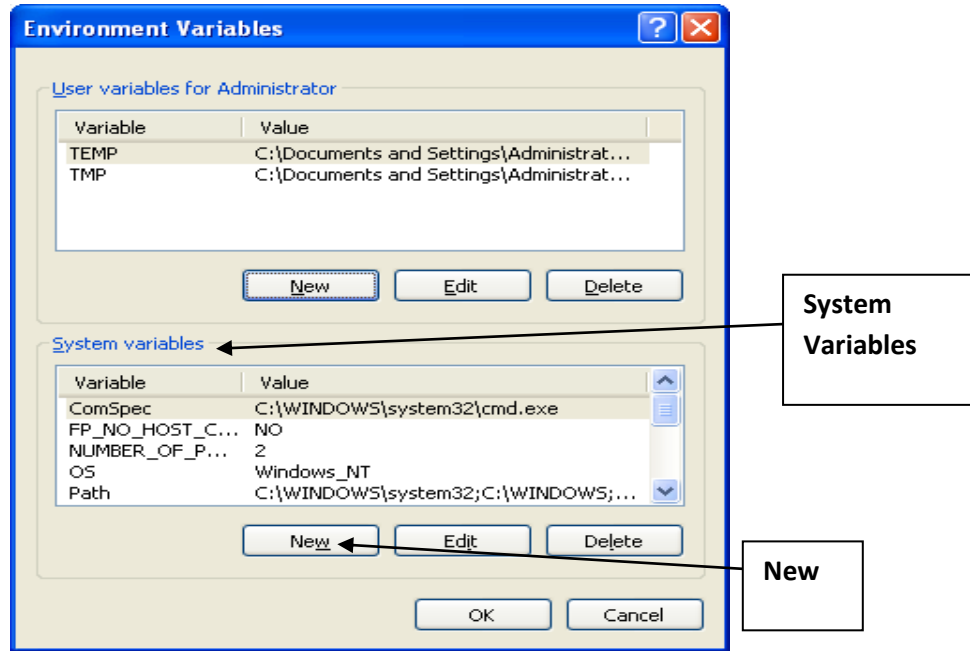 Environment Variables
User variables for Administrator
Variable Value
TEMP C:\Documents and Settings\Administrat...
TMP C:\Documents and Settings\Administrat...
New Edit Delete
System variables
Variable Value
ComSpec C:\WINDOWS\system32\cmd.exe
FP_NO_HOST_C... NO
NUMBER_OF_P... 2
OS Windows_NT
Path C:\WINDOWS\system32;C:\WINDOWS;...
New Edit Delete
OK Cancel
System
Variables
New